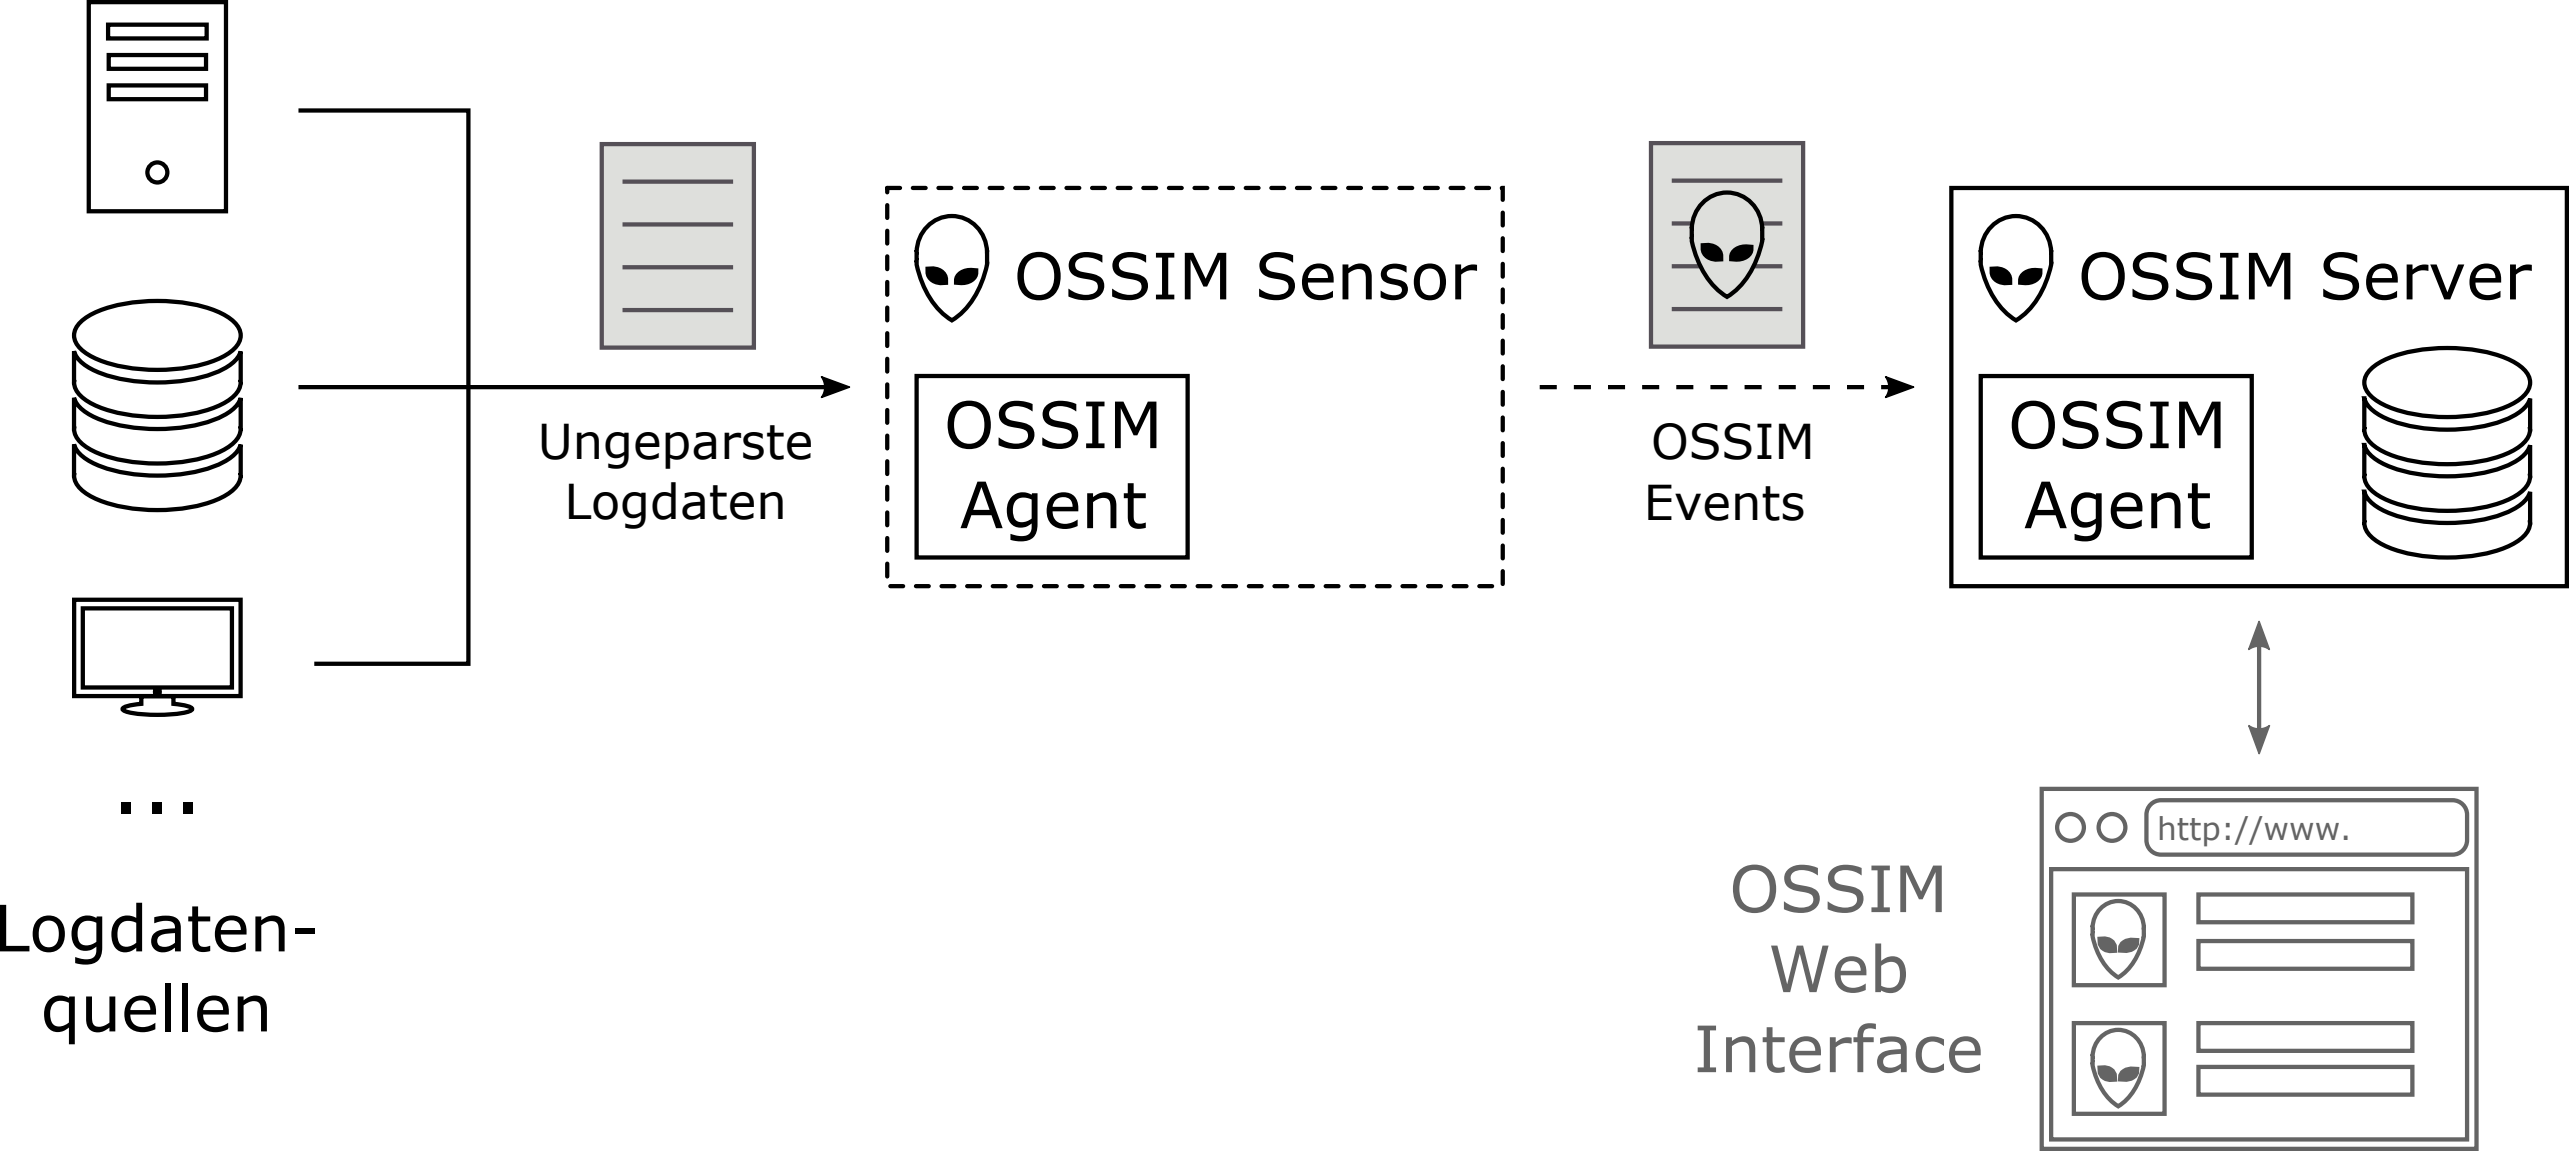 ...
Logdaten-
quellen
Ungeparste
Logdaten
OSSIM Sensor
OSSIM
Agent
OSSIM
Events
OSSIM Server
OSSIM
Agent
OSSIM
Web
Interface
http://www.